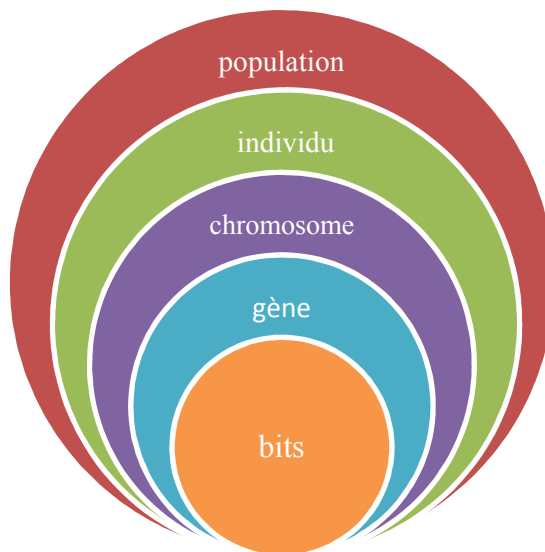 population
individu
chromosome
gène
bits